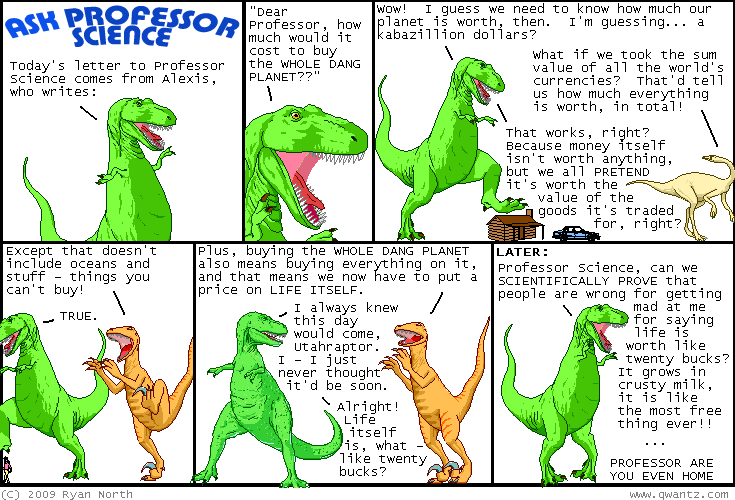 ASK PROFESSOR
SCIENCE
Today's letter to Professor
Science comes from Alexis,
who writes:
"Dear
Professor, how
much would it
cost to buy
the WHOLE DANG
PLANET??"
Wow!  I guess we need to know how much our
planet is worth, then.  I'm guessing... a
kabazillion dollars?
What if we took the sum
value of all the world's
currencies?  That'd tell
us how much everything
is worth, in total!
That works, right?
Because money itself
isn't worth anything,
but we all PRETEND
it's worth the
value of the
goods it's traded
for, right?
Except that doesn't
include oceans and
stuff - things you
can't buy!
TRUE.
Plus, buying the WHOLE DANG PLANET
also means buying everything on it,
and that means we now have to put a
price on LIFE ITSELF.
I always knew
this day
would come,
Utahraptor.
I - I just
never thought
it'd be soon.
Alright!
Life
itself
is, what -
like twenty
bucks?
LATER:
Professor Science, can we
SCIENTIFICALLY PROVE that
people are wrong for getting
mad at me
for saying
life is
worth like
twenty bucks?
It grows in
crusty milk,
it is like
the most free
thing ever!!
...
PROFESSOR ARE
YOU EVEN HOME
(C) 2009 Ryan North
www.qwantz.com